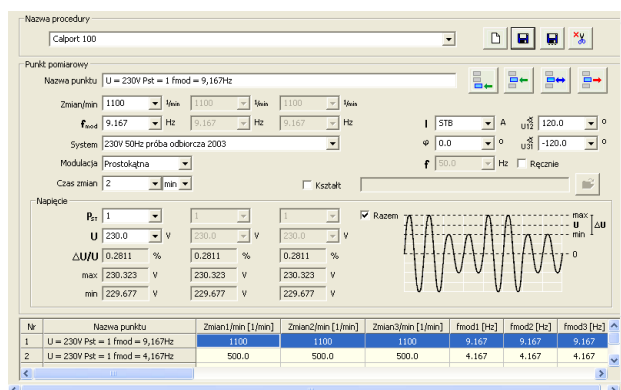 Nazwa procedury
Calport 100
Punkt pomiarowy
Nazwa punktu U = 230V Pst = 1 fmod = 9,167Hz
Zmian/min 1100 1/min 1100 1/min 1100 1/min
fmod 9.167 Hz 9.167 Hz 9.167 Hz I STB A U12 120.0 °
System 230V 50Hz próba odbiorcza 2003 φ 0.0 ° U31 -120.0 °
Modulacja Prostokątna f 50.0 Hz Ręcznie
Czas zmian 2 min Kształt
Napięcie
PST 1 1 1 Razem max
U 230.0 V 230.0 V 230.0 V U ΔU
min
ΔU/U 0.2811 % 0.2811 % 0.2811 % 0
max 230.323 V 230.323 V 230.323 V
min 229.677 V 229.677 V 229.677 V
Nr Nazwa punktu Zmian1/min [1/min] Zmian2/min [1/min] Zmian3/min [1/min] fmod1 [Hz] fmod2 [Hz] fmod3 [Hz]
1 U = 230V Pst = 1 fmod = 9,167Hz 1100 1100 1100 9.167 9.167 9.167
2 U = 230V Pst = 1 fmod = 4,167Hz 500.0 500.0 500.0 4.167 4.167 4.167